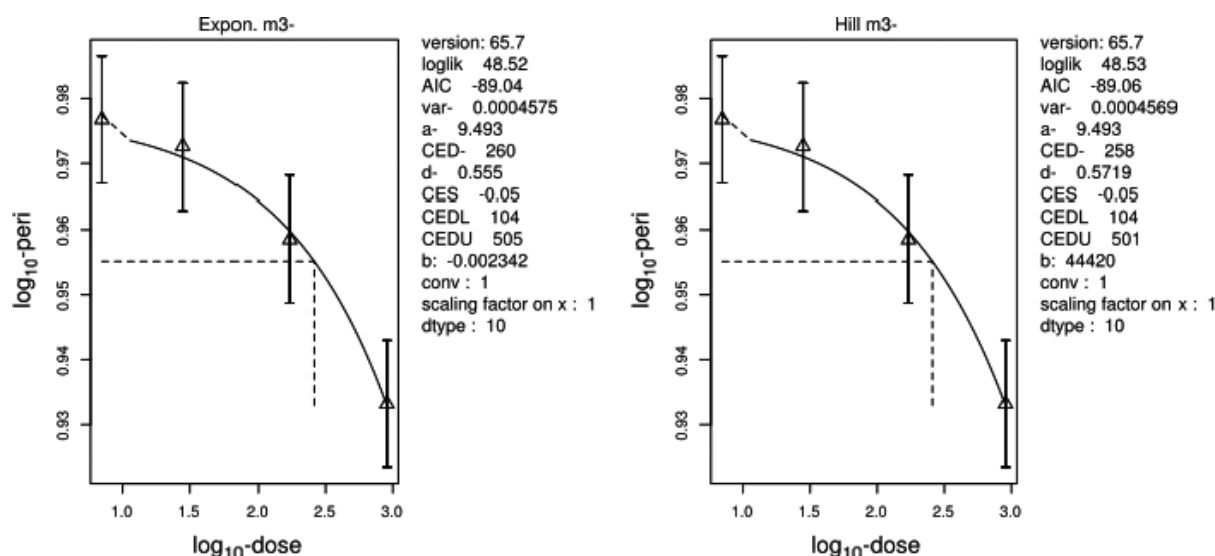 Expon. m3-
version: 65.7
loglik 48.52
AIC -89.04
var- 0.0004575
a- 9.493
CED- 260
d- 0.555
CES -0.05
CEDL 104
CEDU 505
b: -0.002342
conv : 1
scaling factor on x : 1
dtype : 10
log10-peri
0.98
0.97
0.96
0.95
0.94
0.93
1.0 1.5 2.0 2.5 3.0
log10-dose
Hill m3-
version: 65.7
loglik 48.53
AIC -89.06
var- 0.0004569
a- 9.493
CED- 258
d- 0.5719
CES -0.05
CEDL 104
CEDU 501
b: 44420
conv : 1
scaling factor on x : 1
dtype : 10
log10-peri
0.98
0.97
0.96
0.95
0.94
0.93
1.0 1.5 2.0 2.5 3.0
log10-dose